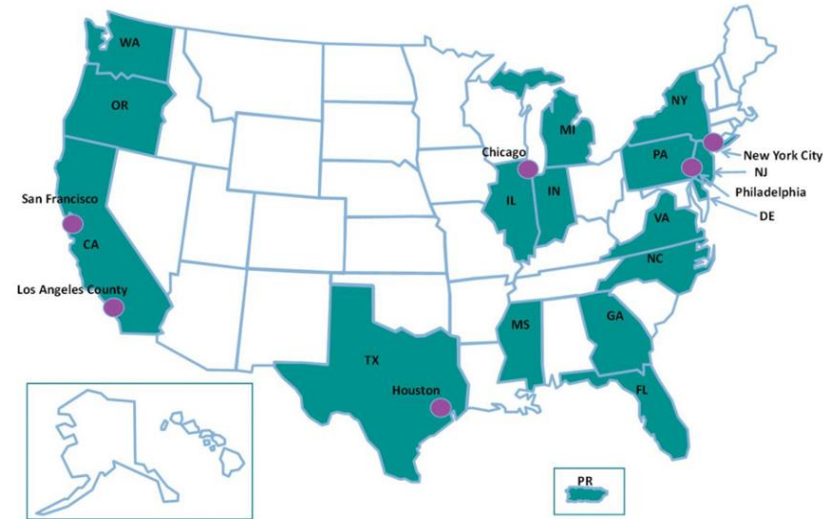 WA
OR
NY
MI
Chicago
PA
New York City
NJ
IL
IN
Philadelphia
San Francisco
VA
DE
CA
NC
Los Angeles County
MS
GA
TX
Houston
FL
PR